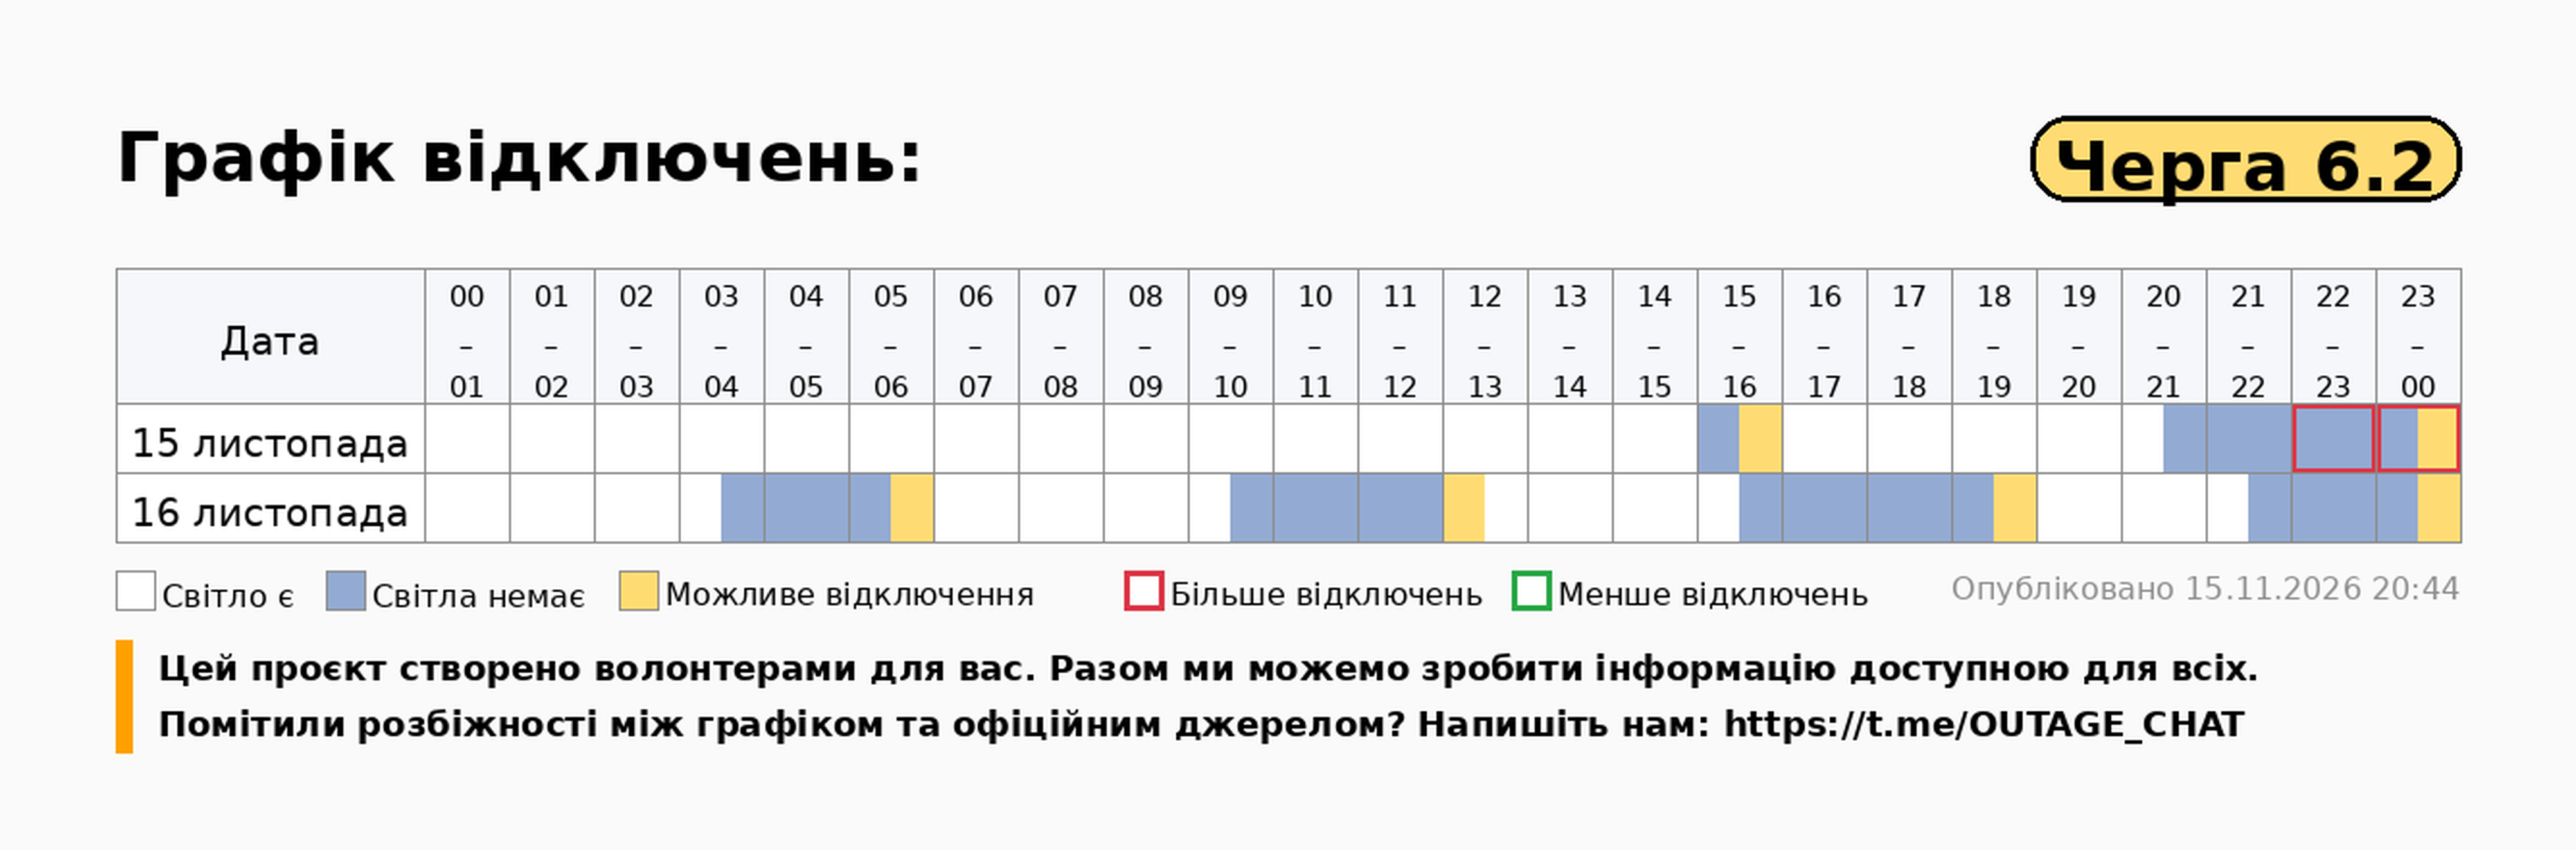 Графік відключень:
Черга 6.2
Дата
00 – 01
01 – 02
02 – 03
03 – 04
04 – 05
05 – 06
06 – 07
07 – 08
08 – 09
09 – 10
10 – 11
11 – 12
12 – 13
13 – 14
14 – 15
15 – 16
16 – 17
17 – 18
18 – 19
19 – 20
20 – 21
21 – 22
22 – 23
23 – 00
15 листопада
16 листопада
Світло є
Світла немає
Можливе відключення
Більше відключень
Менше відключень
Опубліковано 15.11.2026 20:44
Цей проєкт створено волонтерами для вас. Разом ми можемо зробити інформацію доступною для всіх.
Помітили розбіжності між графіком та офіційним джерелом? Напишіть нам: https://t.me/OUTAGE_CHAT